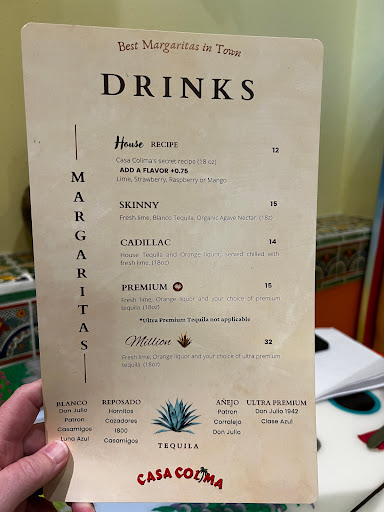 Best Margaritas in Town
DRINKS
MARGARITAS
House RECIPE 12
Casa Colima's secret recipe (18 oz)
ADD A FLAVOR +0.75
Lime, Strawberry, Raspberry or Mango
SKINNY 15
Fresh lime, Blanco Tequila, Organic Agave Nectar. (18z)
CADILLAC 14
House Tequila and Orange liquor, served chilled with
fresh lime. (18oz)
PREMIUM 15
Fresh lime, Orange liquor and your choice of premium
tequila. (18oz)
*Ultra Premium Tequila not applicable
Million 32
Fresh lime, Orange liquor and your choice of ultra premium
tequila. (18oz)
BLANCO
Don Julio
Patron
Casamigos
Luna Azul
REPOSADO
Hornitos
Cazadores
1800
Casamigos
TEQUILA
AÑEJO
Patron
Corralejo
Don Julio
ULTRA PREMIUM
Don Julio 1942
Clase Azul
CASA COLIMA